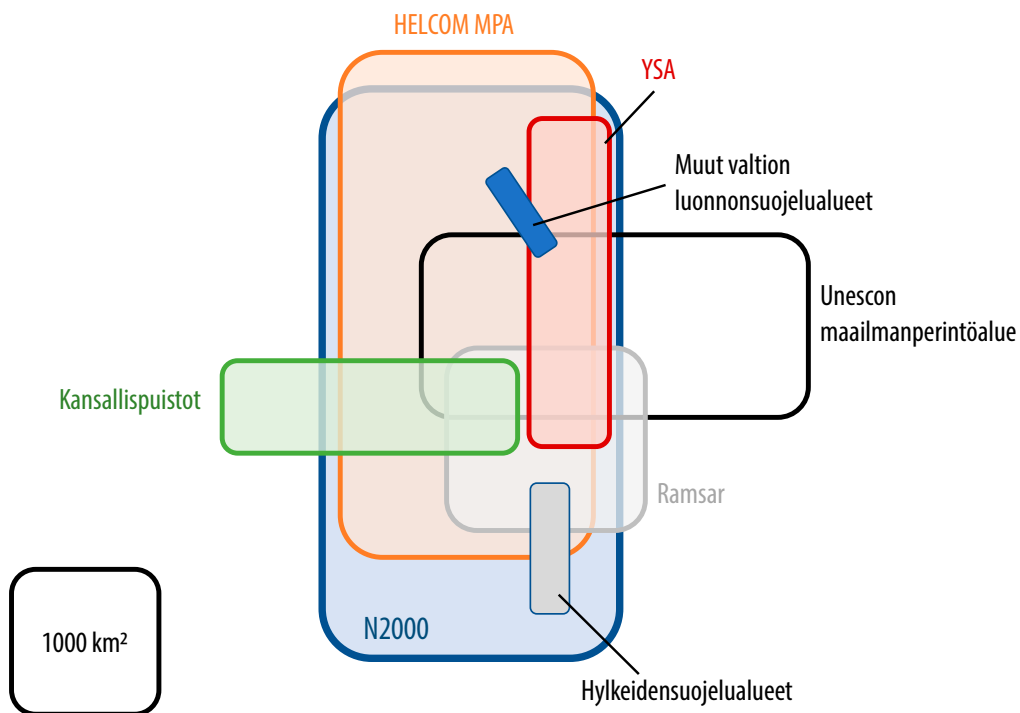 HELCOM MPA
YSA
Muut valtion
luonnonsuojelualueet
Unescon
maailmanperintöalue
Kansallispuistot
Ramsar
N2000
1000 km²
Hylkeidensuojelualueet